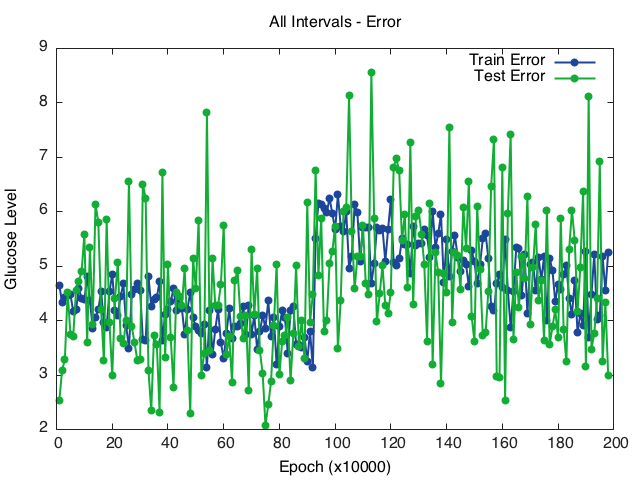 All Intervals - Error
Train Error
Test Error
9
8
7
6
5
4
3
2
Glucose Level
0 20 40 60 80 100 120 140 160 180 200
Epoch (x10000)